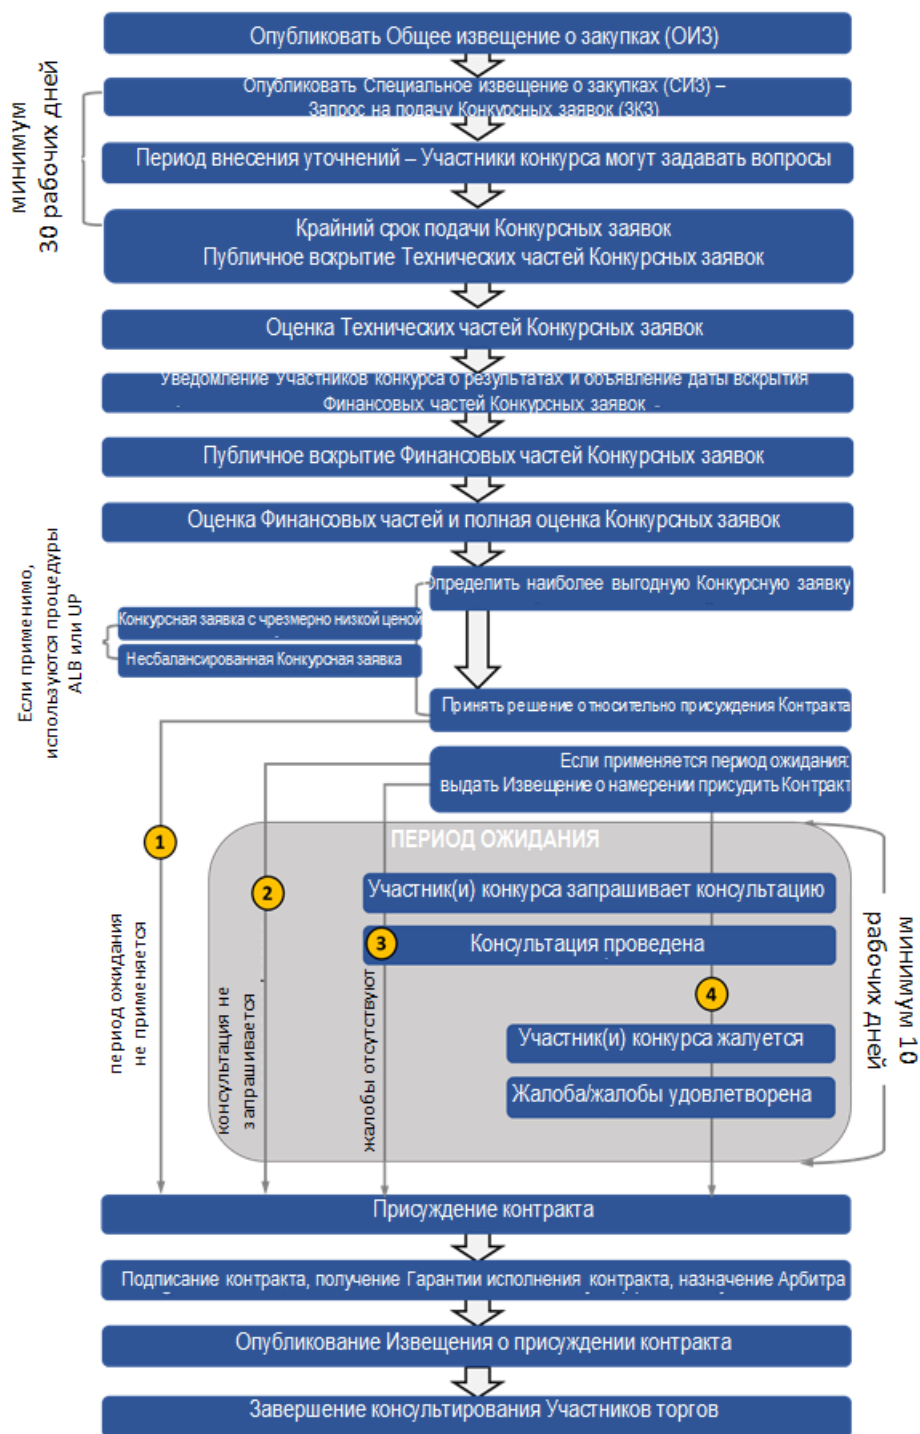 Опубликовать Общее извещение о закупках (ОИЗ)
минимум
30 рабочих дней
Опубликовать Специальное извещение о закупках (СИЗ) –
Запрос на подачу Конкурсных заявок (ЗКЗ)
Период внесения уточнений – Участники конкурса могут задавать вопросы
Крайний срок подачи Конкурсных заявок
Публичное вскрытие Технических частей Конкурсных заявок
Оценка Технических частей Конкурсных заявок
Уведомление Участников конкурса о результатах и объявление даты вскрытия
Финансовых частей Конкурсных заявок
Публичное вскрытие Финансовых частей Конкурсных заявок
Оценка Финансовых частей и полная оценка Конкурсных заявок
Если применимо,
используются процедуры
ALB или UP
Определить наиболее выгодную Конкурсную заявку
Конкурсная заявка с чрезмерно низкой ценой
Несбалансированная Конкурсная заявка
Принять решение относительно присуждения Контракта
Если применяется период ожидания:
выдать Извещение о намерении присудить Контракт
ПЕРИОД ОЖИДАНИЯ
1
период ожидания
не применяется
2
консультация не
запрашивается
Участник(и) конкурса запрашивает консультацию
3
Консультация проведена
жалобы отсутствуют
4
Участник(и) конкурса жалуется
Жалоба/жалобы удовлетворена
минимум 10
рабочих дней
Присуждение контракта
Подписание контракта, получение Гарантии исполнения контракта, назначение Арбитра
Опубликование Извещения о присуждении контракта
Завершение консультирования Участников торгов